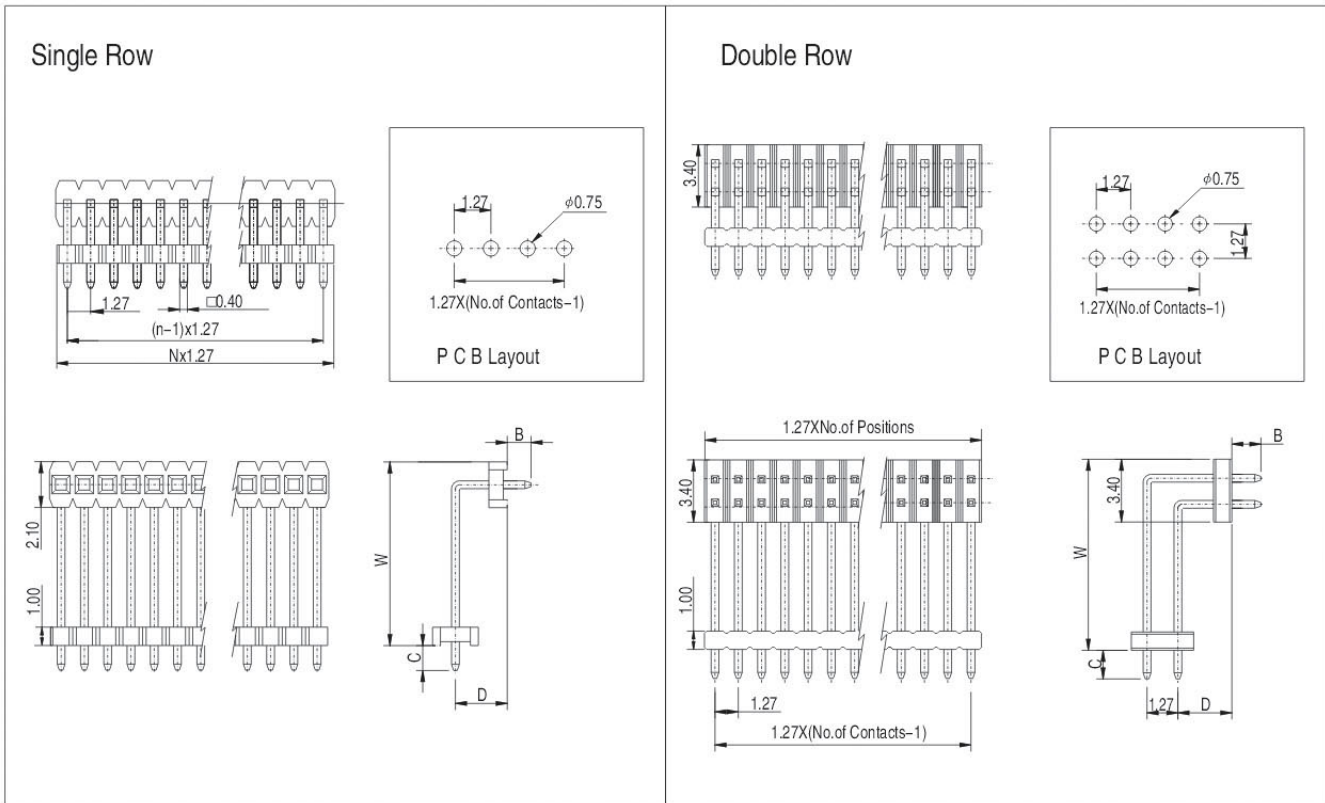 Single Row
1.27
φ0.75
1.27X(No.of Contacts-1)
P C B Layout
1.27
□0.40
(n-1)x1.27
Nx1.27
2.10
1.00
B
W
C
D
Double Row
3.40
1.27
φ0.75
1.27
1.27X(No.of Contacts-1)
P C B Layout
1.27XNo.of Positions
3.40
1.00
1.27
1.27X(No.of Contacts-1)
B
3.40
W
C
1.27
D